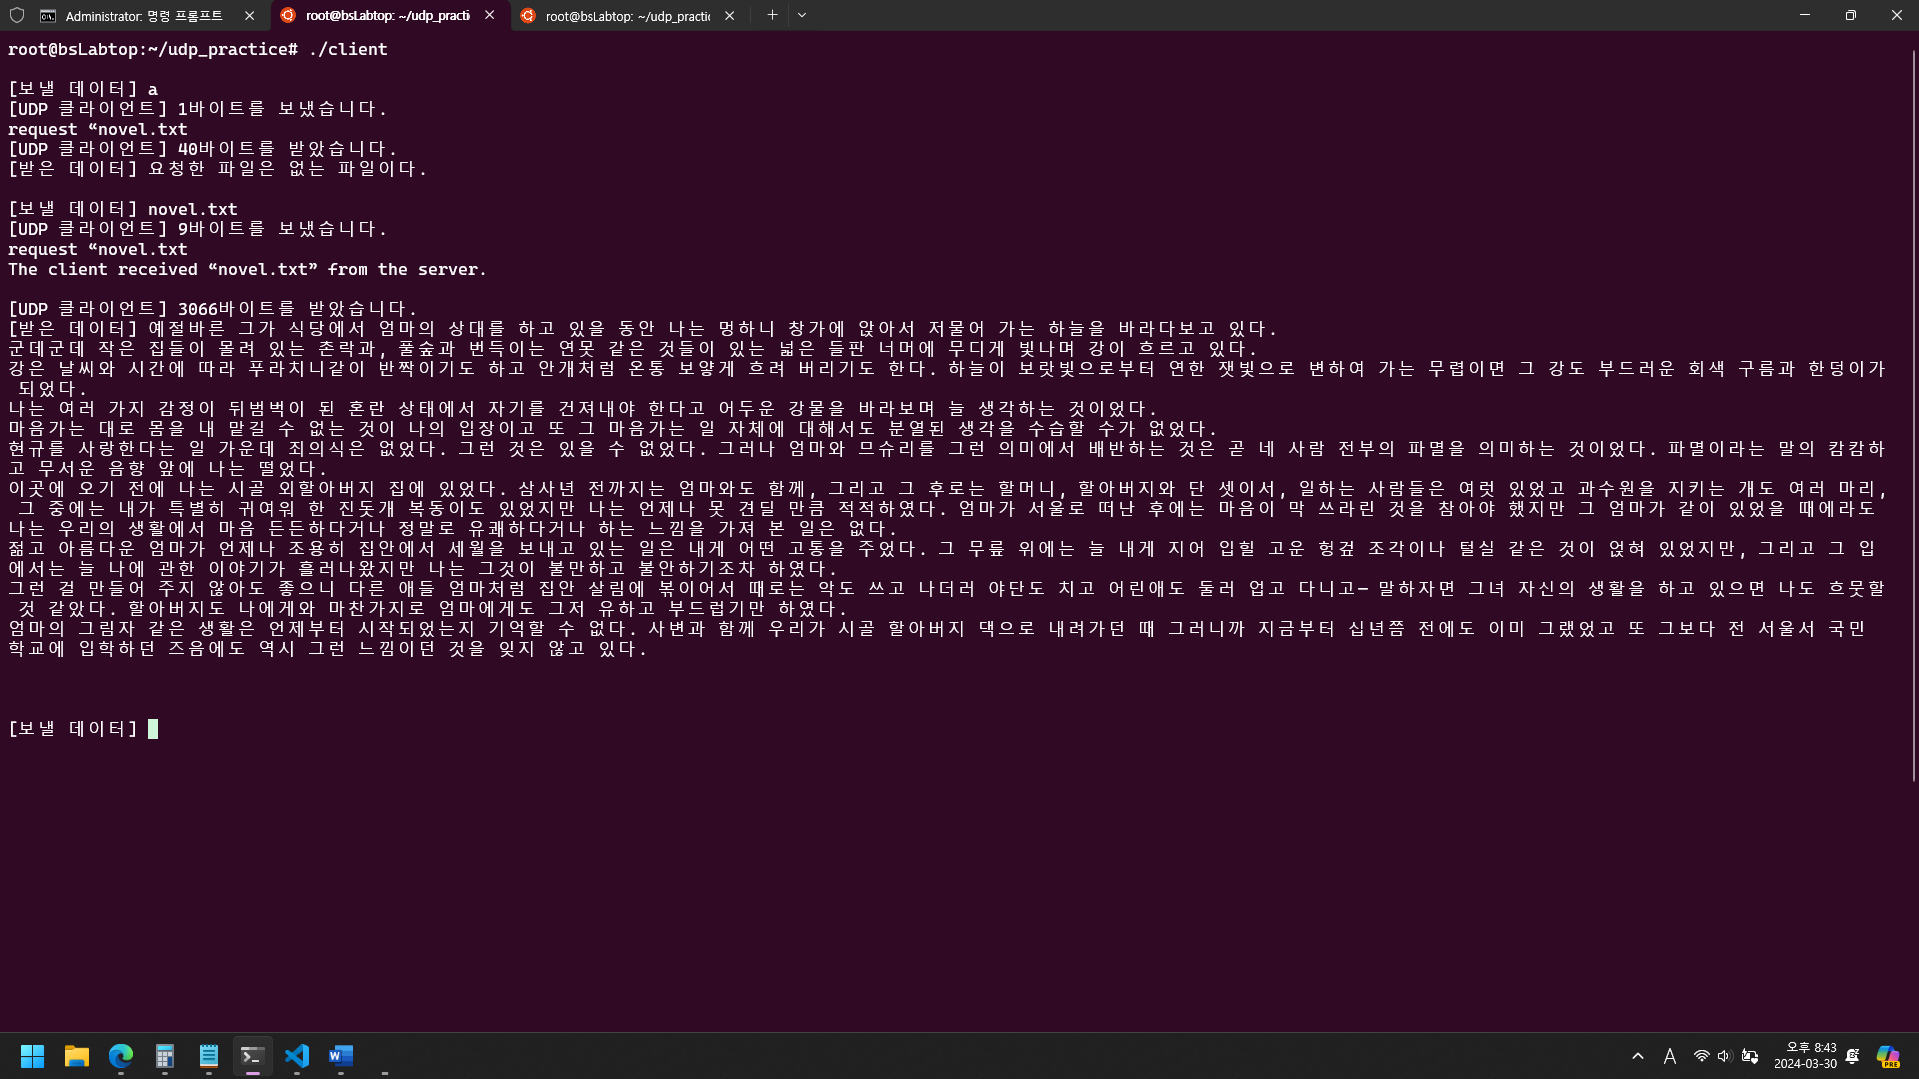 Administrator: 명령 프롬프트
root@bsLabtop: ~/udp_practi
root@bsLabtop: ~/udp_practic
root@bsLabtop:~/udp_practice# ./client
[보낼 데이터] a
[UDP 클라이언트] 1바이트를 보냈습니다.
request “novel.txt
[UDP 클라이언트] 40바이트를 받았습니다.
[받은 데이터] 요청한 파일은 없는 파일이다.
[보낼 데이터] novel.txt
[UDP 클라이언트] 9바이트를 보냈습니다.
request “novel.txt
The client received “novel.txt” from the server.
[UDP 클라이언트] 3066바이트를 받았습니다.
[받은 데이터] 예절바른 그가 식당에서 엄마의 상대를 하고 있을 동안 나는 멍하니 창가에 앉아서 저물어 가는 하늘을 바라다보고 있다.
군데군데 작은 집들이 몰려 있는 촌락과, 풀숲과 번득이는 연못 같은 것들이 있는 넓은 들판 너머에 무디게 빛나며 강이 흐르고 있다.
강은 날씨와 시간에 따라 푸라치니같이 반짝이기도 하고 안개처럼 온통 보얗게 흐려 버리기도 한다. 하늘이 보랏빛으로부터 연한 잿빛으로 변하여 가는 무렵이면 그 강도 부드러운 회색 구름과 한덩이가
되었다.
나는 여러 가지 감정이 뒤범벅이 된 혼란 상태에서 자기를 건져내야 한다고 어두운 강물을 바라보며 늘 생각하는 것이었다.
마음가는 대로 몸을 내 맡길 수 없는 것이 나의 입장이고 또 그 마음가는 일 자체에 대해서도 분열된 생각을 수습할 수가 없었다.
현규를 사랑한다는 일 가운데 죄의식은 없었다. 그런 것은 있을 수 없었다. 그러나 엄마와 므슈리를 그런 의미에서 배반하는 것은 곧 네 사람 전부의 파멸을 의미하는 것이었다. 파멸이라는 말의 캄캄하
고 무서운 음향 앞에 나는 떨었다.
이곳에 오기 전에 나는 시골 외할아버지 집에 있었다. 삼사년 전까지는 엄마와도 함께, 그리고 그 후로는 할머니, 할아버지와 단 셋이서, 일하는 사람들은 여럿 있었고 과수원을 지키는 개도 여러 마리,
그 중에는 내가 특별히 귀여워 한 진돗개 복동이도 있었지만 나는 언제나 못 견딜 만큼 적적하였다. 엄마가 서울로 떠난 후에는 마음이 막 쓰라린 것을 참아야 했지만 그 엄마가 같이 있었을 때에라도
나는 우리의 생활에서 마음 든든하다거나 정말로 유쾌하다거나 하는 느낌을 가져 본 일은 없다.
젊고 아름다운 엄마가 언제나 조용히 집안에서 세월을 보내고 있는 일은 내게 어떤 고통을 주었다. 그 무릎 위에는 늘 내게 지어 입힐 고운 헝겊 조각이나 털실 같은 것이 얹혀 있었지만, 그리고 그 입
에서는 늘 나에 관한 이야기가 흘러나왔지만 나는 그것이 불만하고 불안하기조차 하였다.
그런 걸 만들어 주지 않아도 좋으니 다른 애들 엄마처럼 집안 살림에 볶이어서 때로는 악도 쓰고 나더러 야단도 치고 어린애도 둘러 업고 다니고— 말하자면 그녀 자신의 생활을 하고 있으면 나도 흐뭇할
것 같았다. 할아버지도 나에게와 마찬가지로 엄마에게도 그저 유하고 부드럽기만 하였다.
엄마의 그림자 같은 생활은 언제부터 시작되었는지 기억할 수 없다. 사변과 함께 우리가 시골 할아버지 댁으로 내려가던 때 그러니까 지금부터 십년쯤 전에도 이미 그랬었고 또 그보다 전 서울서 국민
학교에 입학하던 즈음에도 역시 그런 느낌이던 것을 잊지 않고 있다.
[보낼 데이터]
A
오후 8:43
2024-03-30
PRE